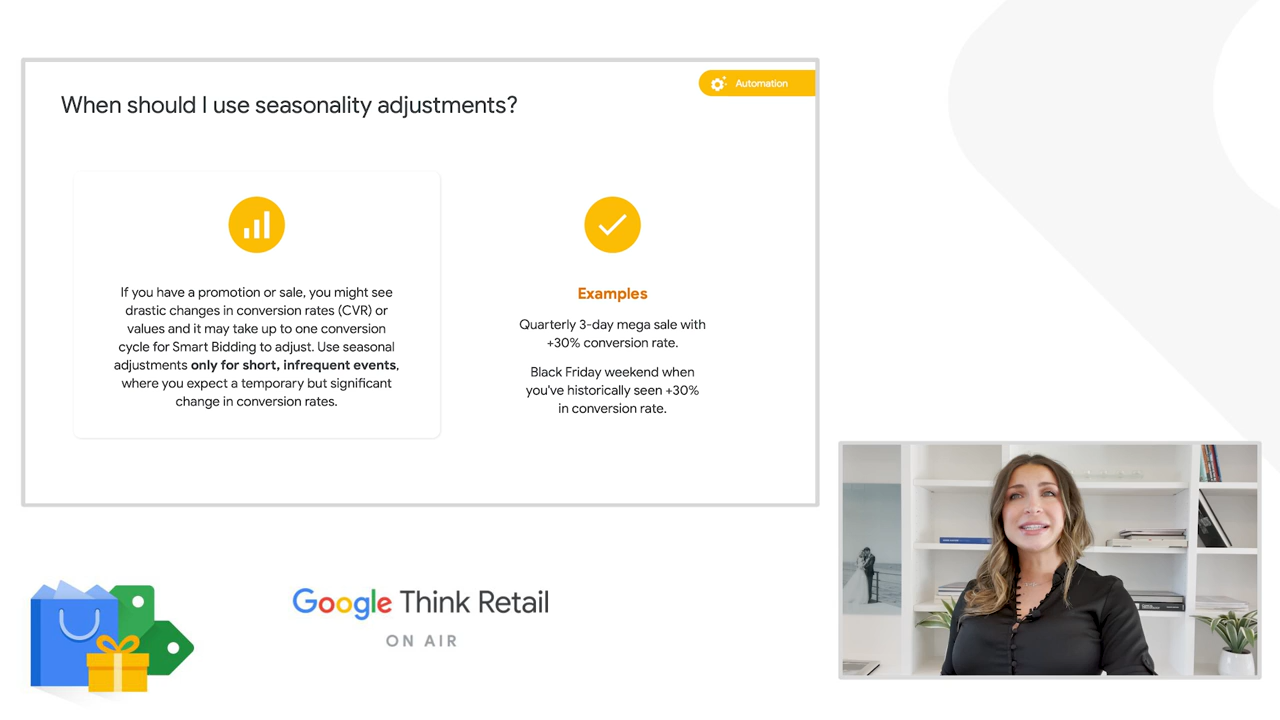 Automation
When should I use seasonality adjustments?
If you have a promotion or sale, you might see
drastic changes in conversion rates (CVR) or
values and it may take up to one conversion
cycle for Smart Bidding to adjust. Use seasonal
adjustments only for short, infrequent events,
where you expect a temporary but significant
change in conversion rates.
Examples
Quarterly 3-day mega sale with
+30% conversion rate.
Black Friday weekend when
you've historically seen +30%
in conversion rate.
Google Think Retail
ON AIR